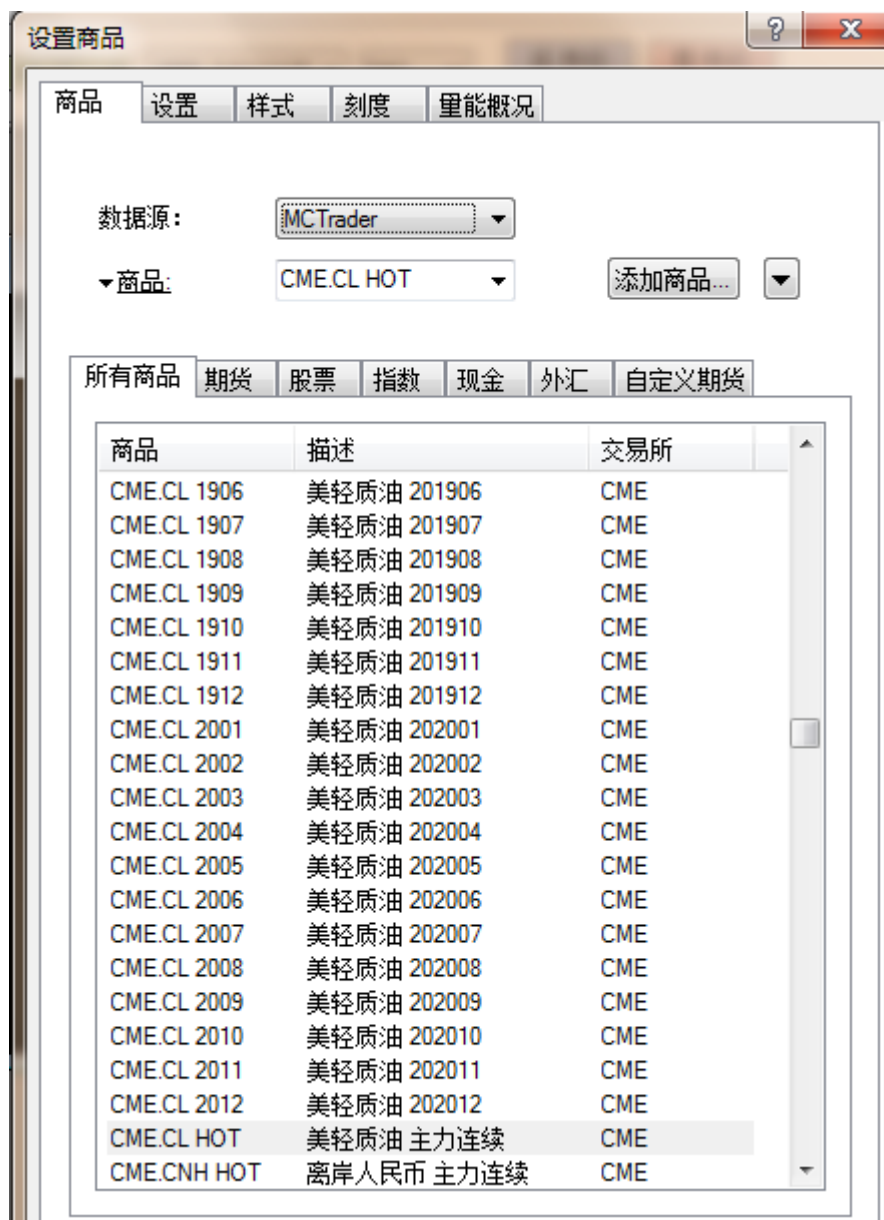 设置商品
商品 设置 样式 刻度 量能概况
数据源: MCTrader
商品: CME.CL HOT 添加商品...
所有商品 期货 股票 指数 现金 外汇 自定义期货
商品 描述 交易所
CME.CL 1906 美轻质油 201906 CME
CME.CL 1907 美轻质油 201907 CME
CME.CL 1908 美轻质油 201908 CME
CME.CL 1909 美轻质油 201909 CME
CME.CL 1910 美轻质油 201910 CME
CME.CL 1911 美轻质油 201911 CME
CME.CL 1912 美轻质油 201912 CME
CME.CL 2001 美轻质油 202001 CME
CME.CL 2002 美轻质油 202002 CME
CME.CL 2003 美轻质油 202003 CME
CME.CL 2004 美轻质油 202004 CME
CME.CL 2005 美轻质油 202005 CME
CME.CL 2006 美轻质油 202006 CME
CME.CL 2007 美轻质油 202007 CME
CME.CL 2008 美轻质油 202008 CME
CME.CL 2009 美轻质油 202009 CME
CME.CL 2010 美轻质油 202010 CME
CME.CL 2011 美轻质油 202011 CME
CME.CL 2012 美轻质油 202012 CME
CME.CL HOT 美轻质油 主力连续 CME
CME.CNH HOT 离岸人民币 主力连续 CME